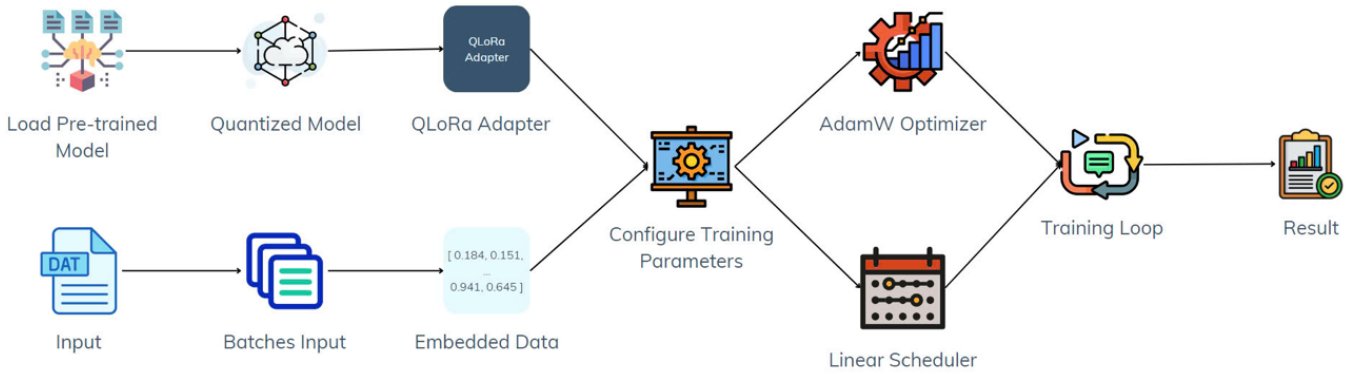 QLoRa
Adapter
Load Pre-trained
Model
Quantized Model
QLoRa Adapter
AdamW Optimizer
Configure Training
Parameters
Training Loop
Result
DAT
[ 0.184, 0.151,
...
0.941, 0.645 ]
Input
Batches Input
Embedded Data
Linear Scheduler